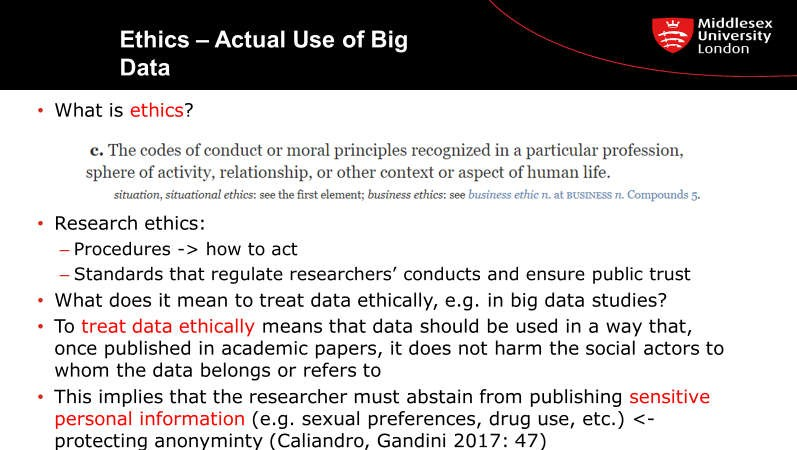 Ethics – Actual Use of Big
Data
Middlesex
University
London
• What is ethics?
c. The codes of conduct or moral principles recognized in a particular profession,
sphere of activity, relationship, or other context or aspect of human life.
situation, situational ethics: see the first element; business ethics: see business ethic n. at BUSINESS n. Compounds 5.
• Research ethics:
– Procedures -> how to act
– Standards that regulate researchers’ conducts and ensure public trust
• What does it mean to treat data ethically, e.g. in big data studies?
• To treat data ethically means that data should be used in a way that,
once published in academic papers, it does not harm the social actors to
whom the data belongs or refers to
• This implies that the researcher must abstain from publishing sensitive
personal information (e.g. sexual preferences, drug use, etc.) <-
protecting anonyminty (Caliandro, Gandini 2017: 47)